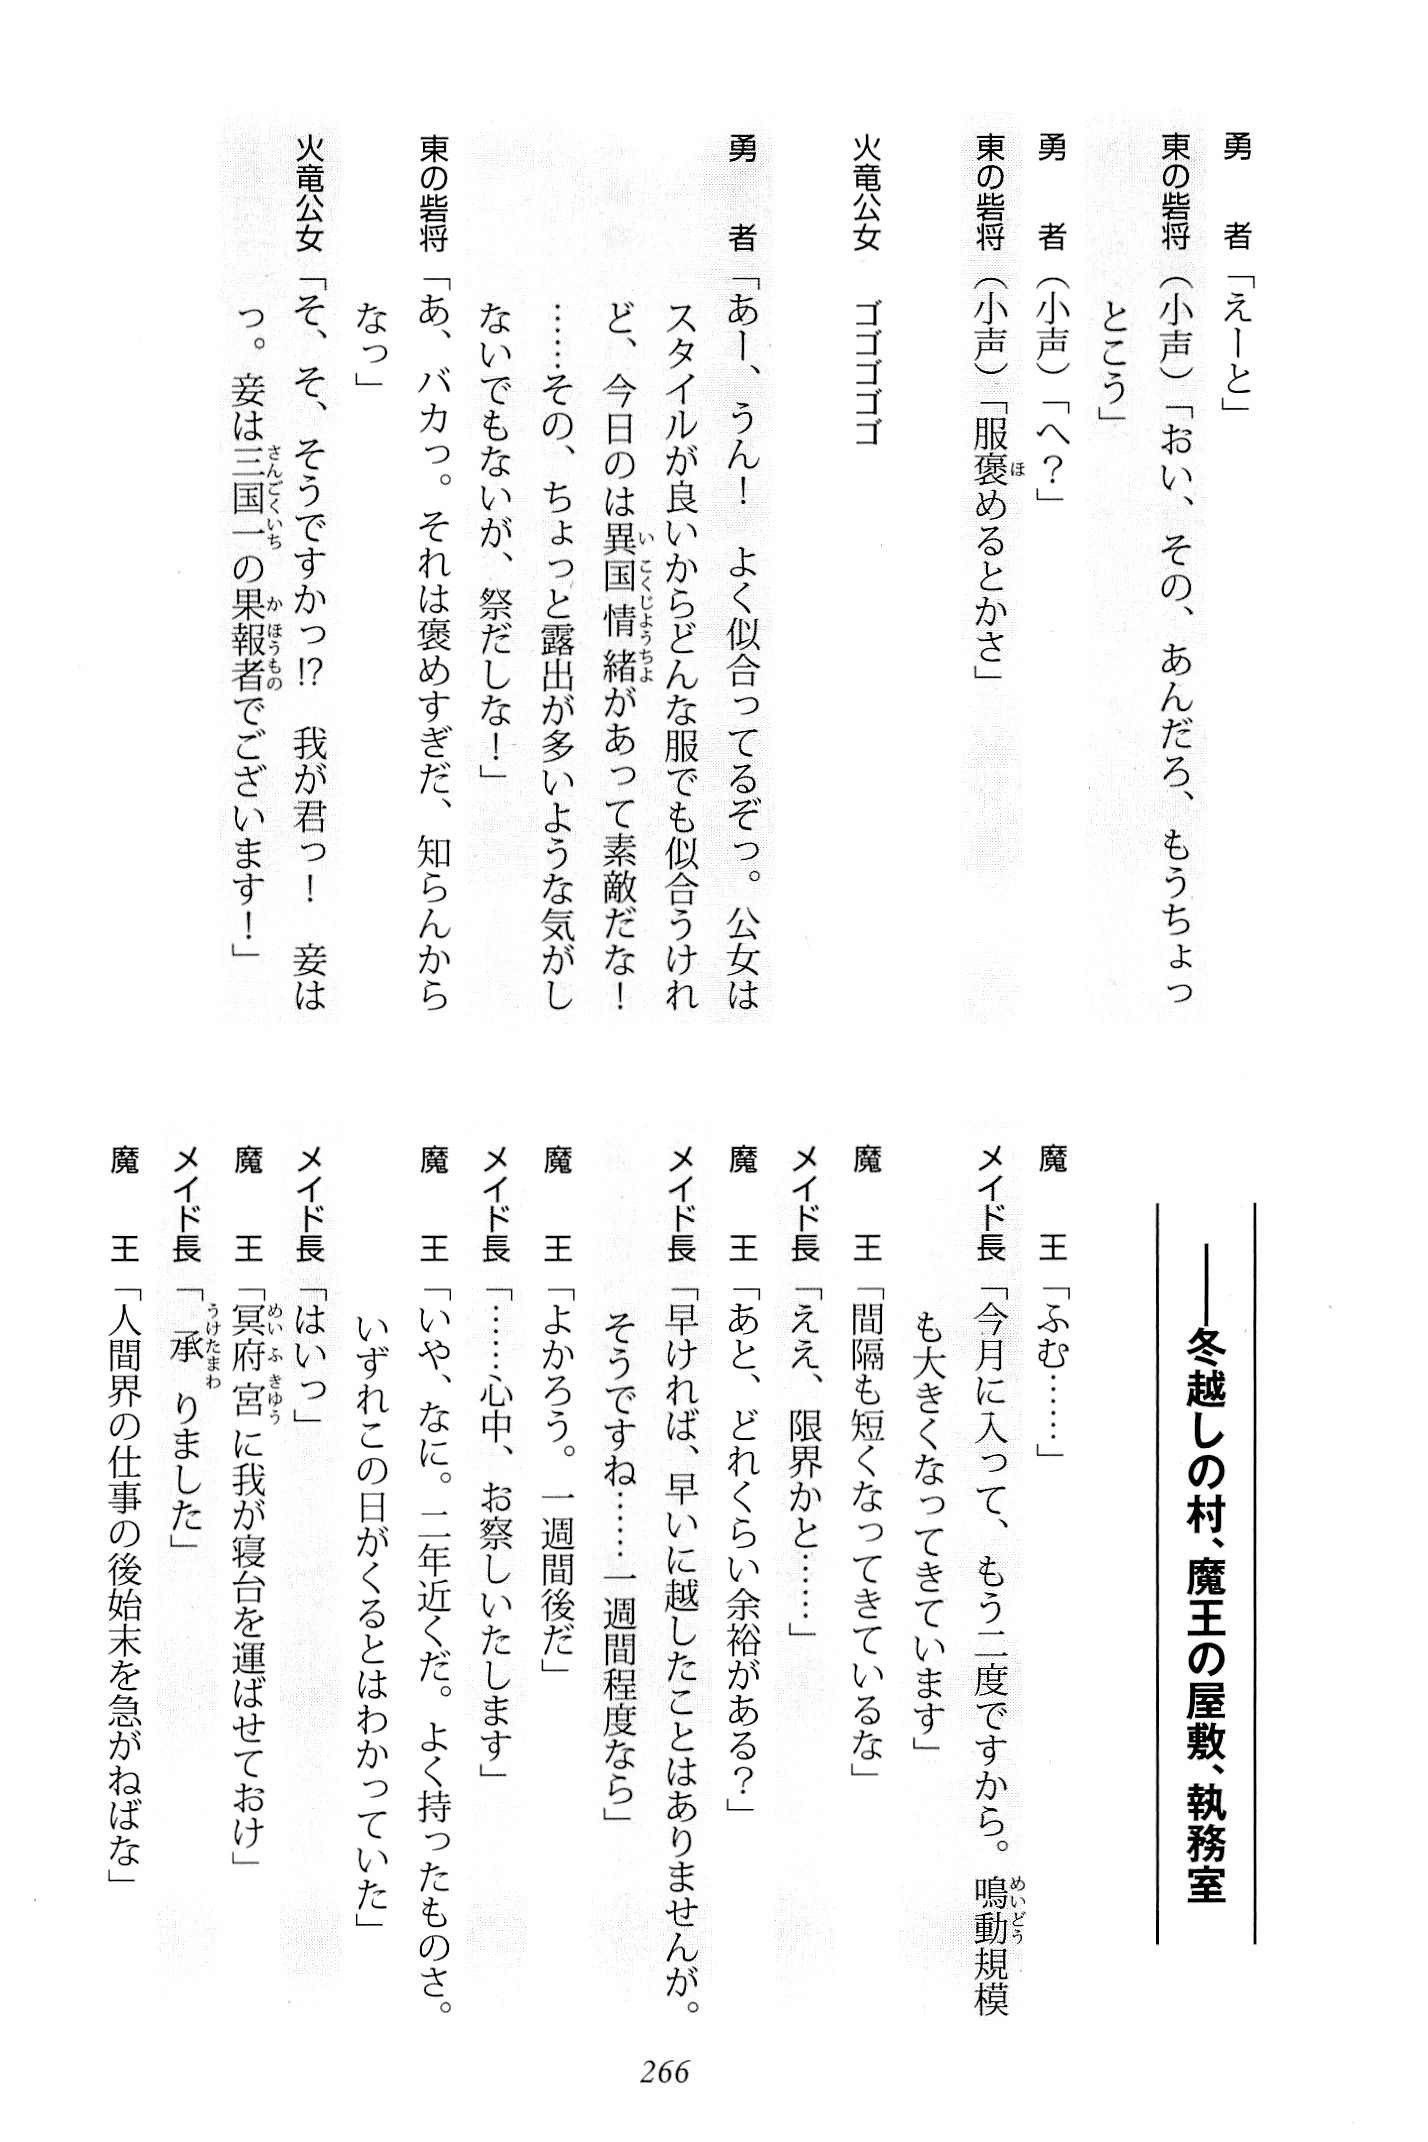 勇　者「えーと」
東の砦将（小声）「おい、その、あんだろ、もうちょっ
とこう」
勇　者（小声）「へ？」
東の砦将（小声）「服褒めるとかさ」
火竜公女　ゴゴゴゴゴ
勇　者「あー、うん！　よく似合ってるぞっ。公女は
スタイルが良いからどんな服でも似合うけれ
ど、今日のは異国情緒があって素敵だな！
……その、ちょっと露出が多いような気がし
ないでもないが、祭だしな！」
東の砦将「あ、バカっ。それは褒めすぎだ、知らんから
なっ」
火竜公女「そ、そ、そうですかっ!?　我が君っ！　妾は
っ。妾は三国一の果報者でございます！」
――冬越しの村、魔王の屋敷、執務室
魔　王「ふむ……」
メイド長「今月に入って、もう二度ですから。鳴動規模
も大きくなってきています」
魔　王「間隔も短くなってきているな」
メイド長「ええ、限界かと……」
魔　王「あと、どれくらい余裕がある？」
メイド長「早ければ、早いに越したことはありませんが。
そうですね……一週間程度なら」
魔　王「よかろう。一週間後だ」
メイド長「……心中、お察しいたします」
魔　王「いや、なに。二年近くだ。よく持ったものさ。
いずれこの日がくるとはわかっていた」
メイド長「はいっ」
魔　王「冥府宮に我が寝台を運ばせておけ」
メイド長「承りました」
魔　王「人間界の仕事の後始末を急がねばな」
266